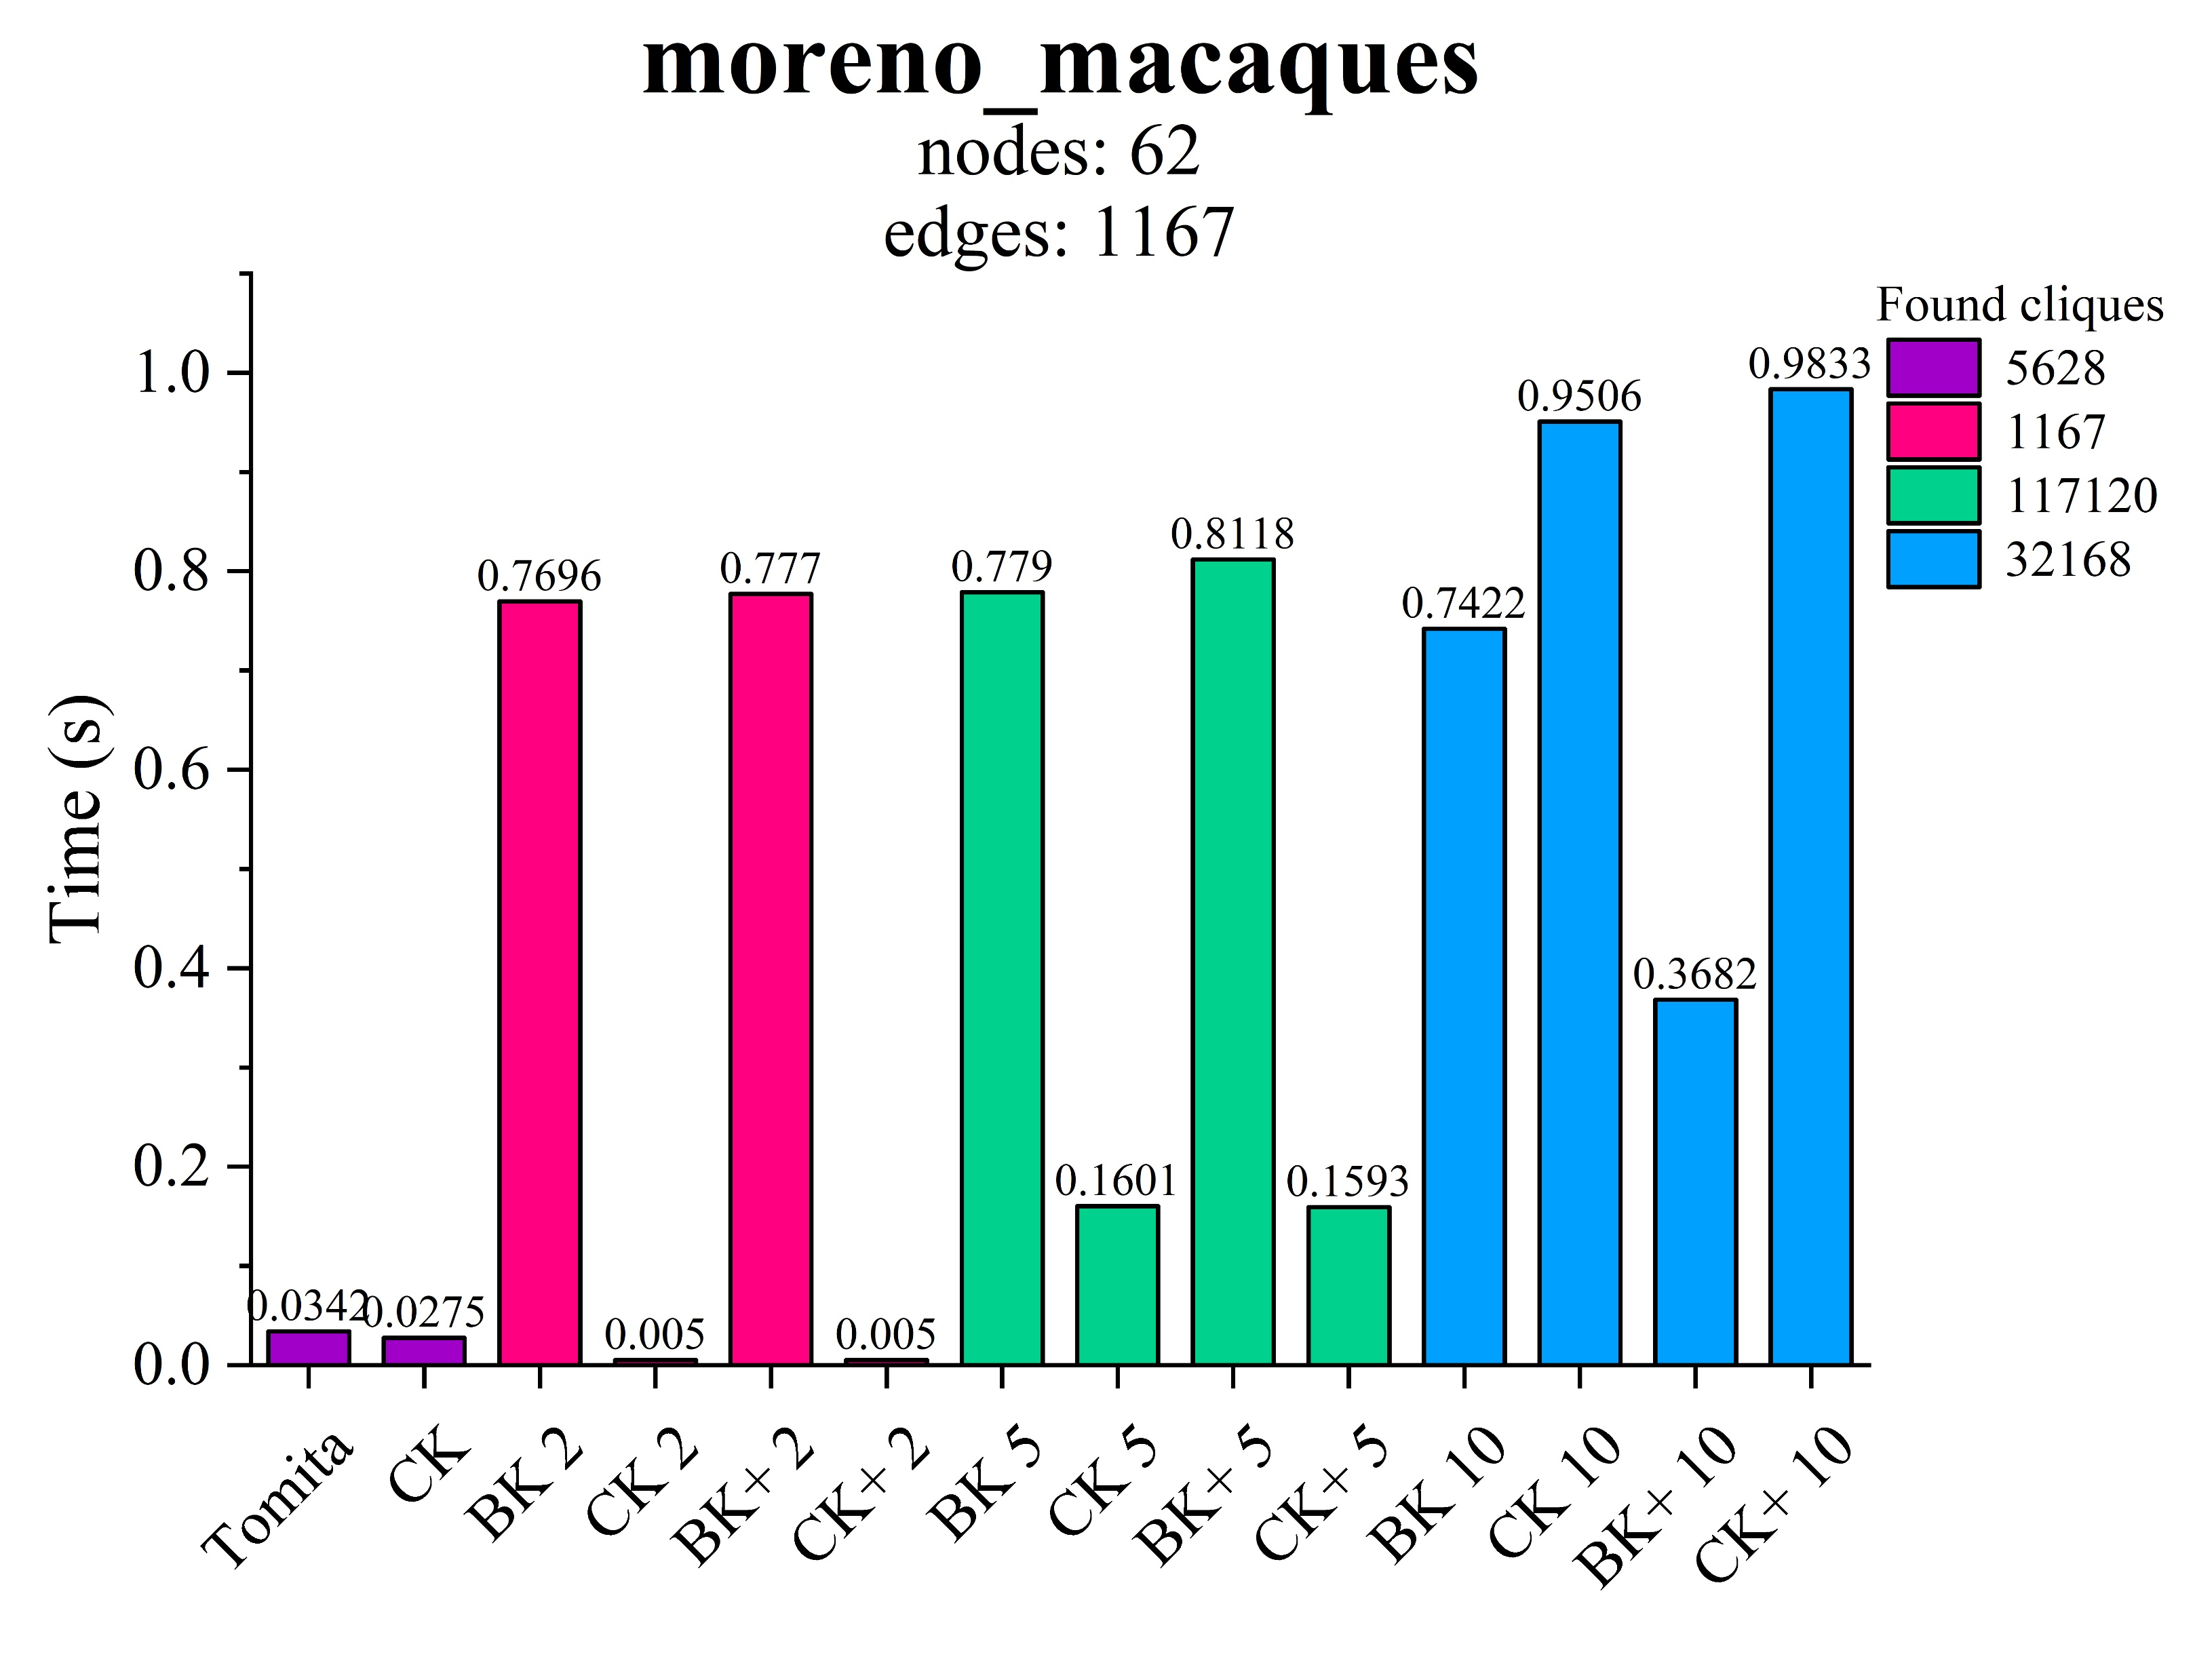 moreno_macaques
nodes: 62
edges: 1167
Found cliques
5628
1167
117120
32168
Time (s)
1.0
0.8
0.6
0.4
0.2
0.0
0.0342
0.0275
0.7696
0.005
0.777
0.005
0.779
0.1601
0.8118
0.1593
0.7422
0.9506
0.3682
0.9833
Tomita
CK
BK 2
CK 2
BK+ 2
CK+ 2
BK 5
CK 5
BK+ 5
CK+ 5
BK 10
CK 10
BK+ 10
CK+ 10